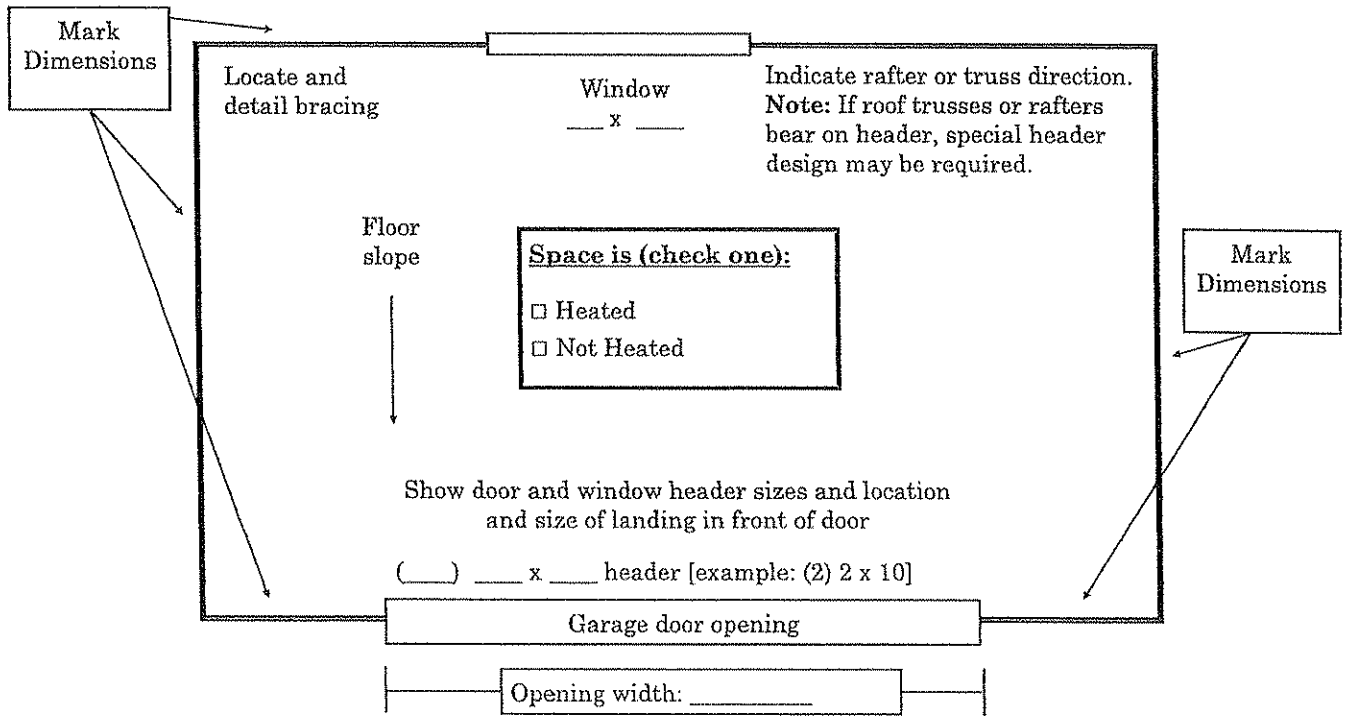 Mark
Dimensions
Locate and
detail bracing
Window
___ x ____
Indicate rafter or truss direction.
Note: If roof trusses or rafters
bear on header, special header
design may be required.
Floor
slope
Space is (check one):
☐ Heated
☐ Not Heated
Mark
Dimensions
Show door and window header sizes and location
and size of landing in front of door
(____) ____ x ____ header [example: (2) 2 x 10]
Garage door opening
Opening width: __________